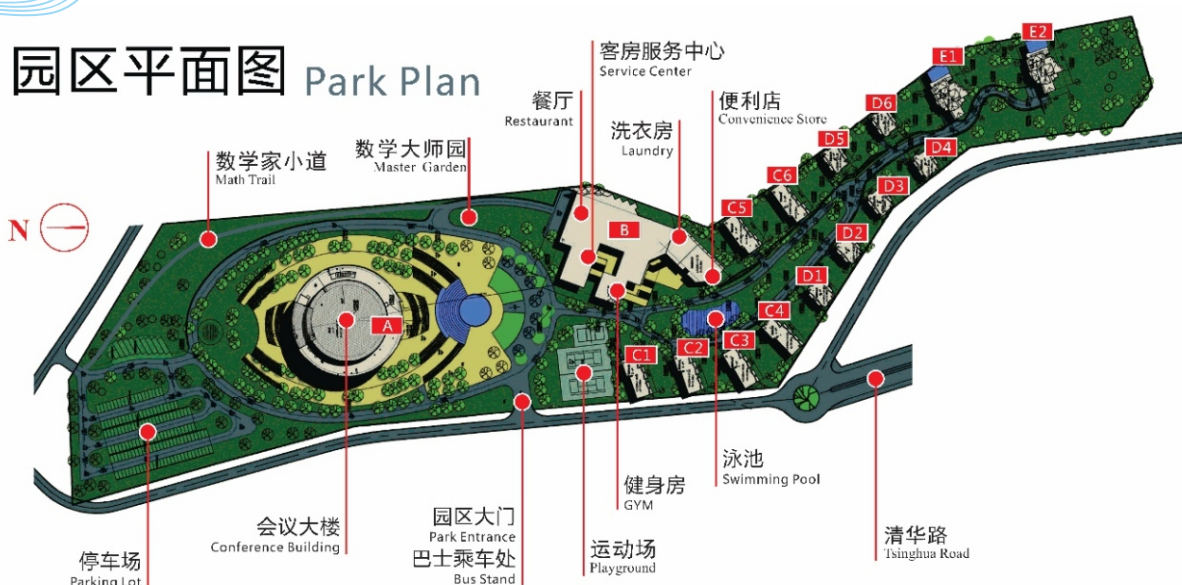 园区平面图 Park Plan
客房服务中心
Service Center
餐厅
Restaurant
便利店
Convenience Store
洗衣房
Laundry
数学大师园
Master Garden
数学家小道
Math Trail
N
E2
E1
D6
D5
D4
C6
D3
C5
B
D2
D1
A
C4
C3
C2
C1
泳池
Swimming Pool
健身房
GYM
园区大门
Park Entrance
巴士乘车处
Bus Stand
会议大楼
Conference Building
运动场
Playground
清华路
Tsinghua Road
停车场
Parking Lot